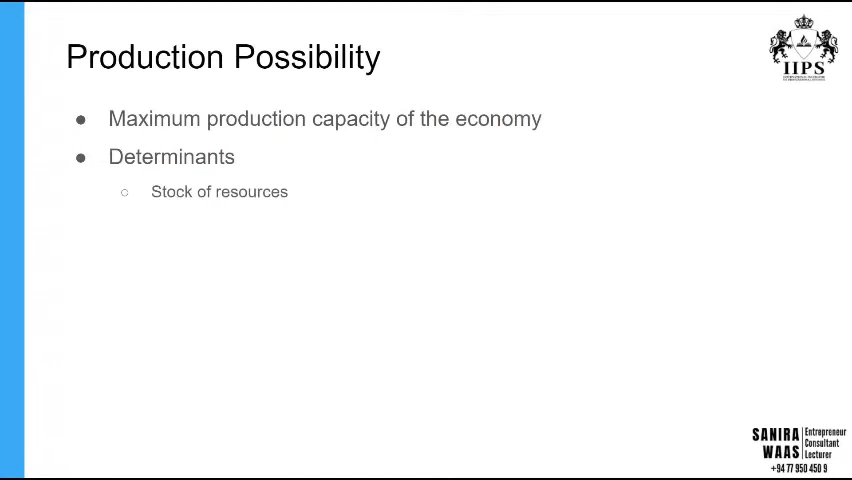 Production Possibility
IIPS
● Maximum production capacity of the economy
● Determinants
○ Stock of resources
SANIRA WAAS
Entrepreneur
Consultant
Lecturer
+94 77 950 450 9